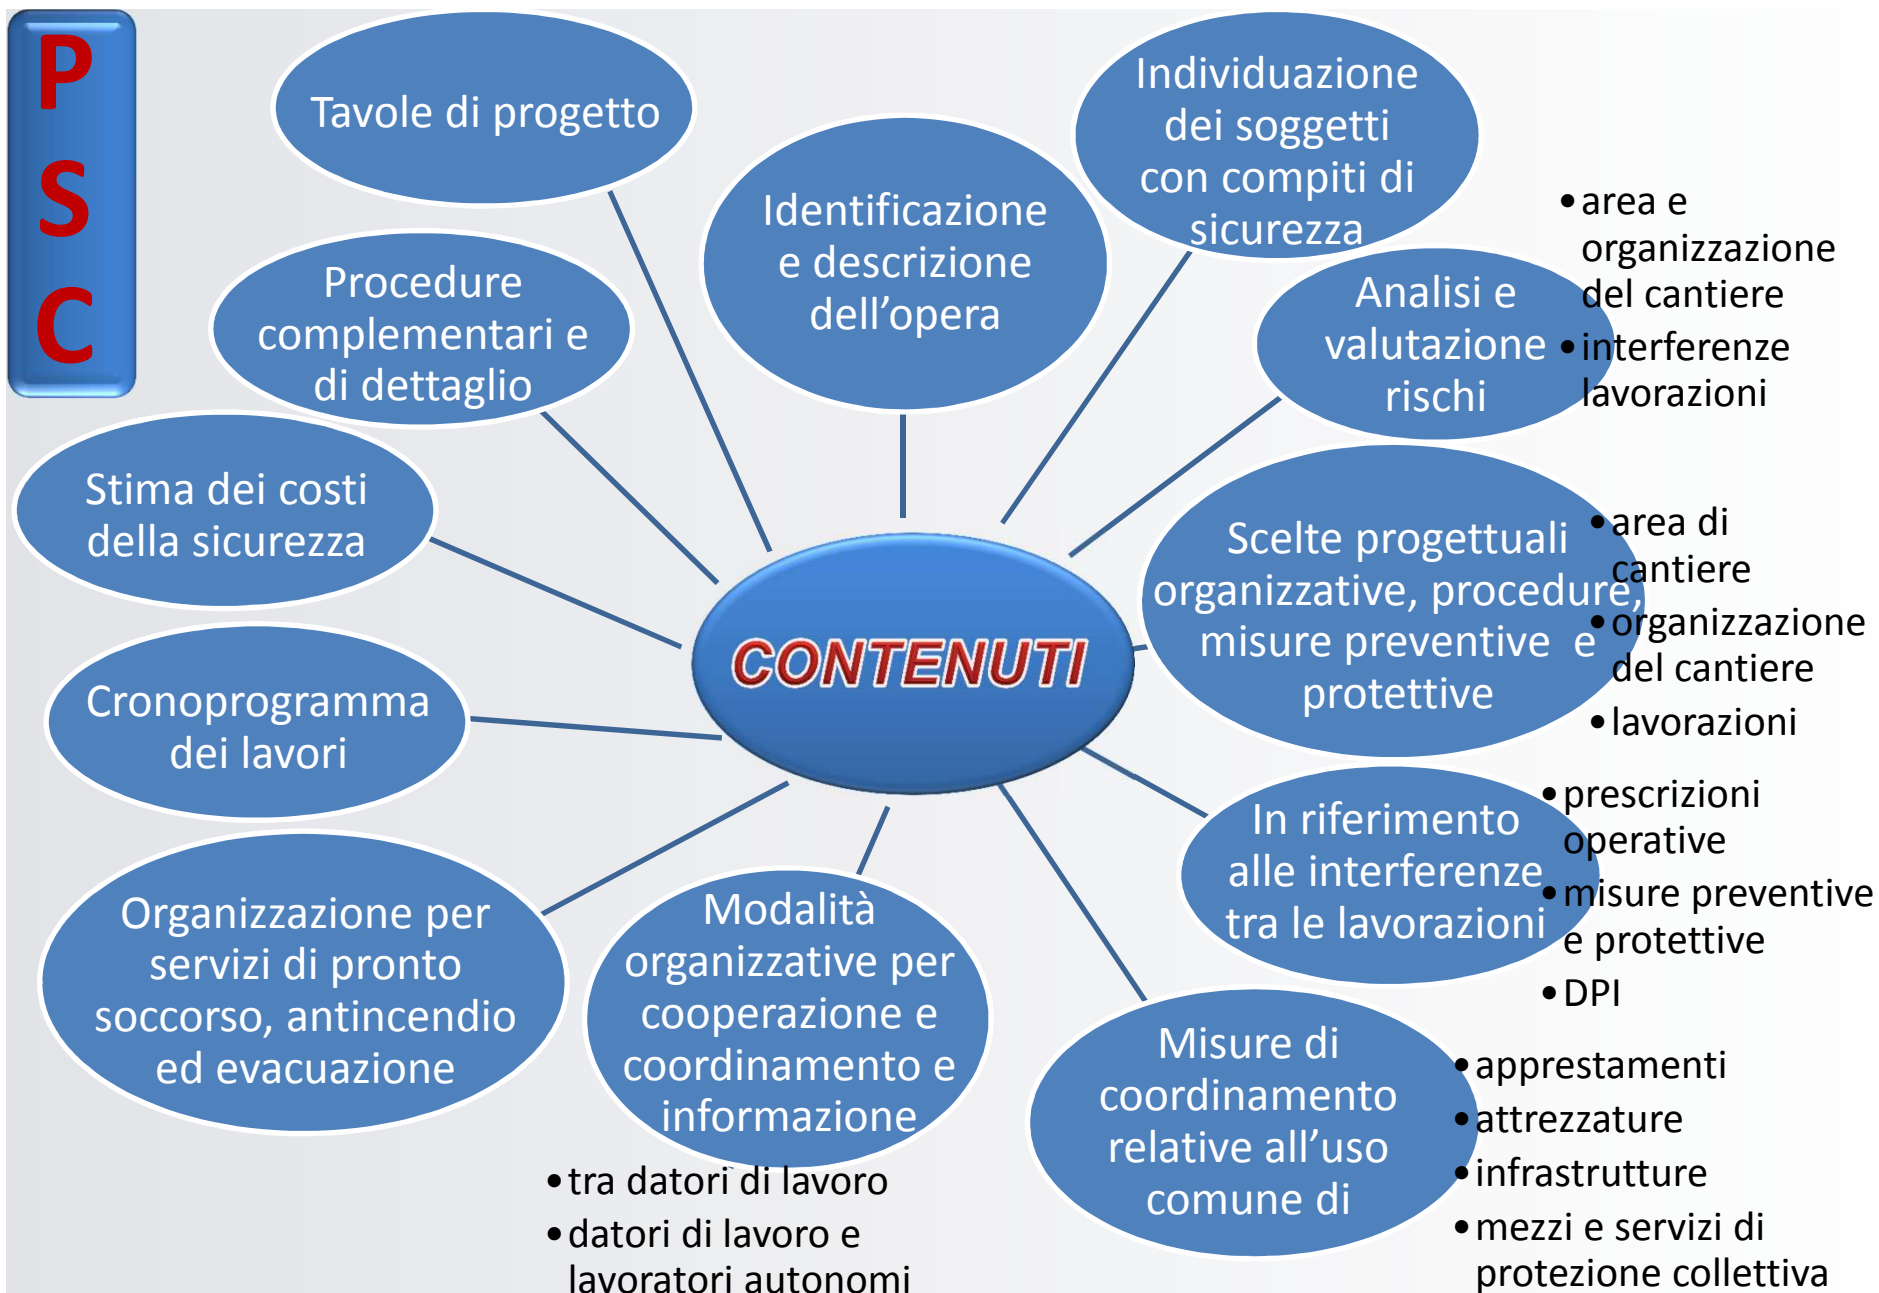 P
S
C
Tavole di progetto
Identificazione
e descrizione
dell’opera
Individuazione
dei soggetti
con compiti di
sicurezza
Analisi e
valutazione
rischi
•area e
organizzazione
del cantiere
•interferenze
lavorazioni
Scelte progettuali
organizzative, procedure,
misure preventive e
protettive
•area di
cantiere
•organizzazione
del cantiere
•lavorazioni
In riferimento
alle interferenze
tra le lavorazioni
•prescrizioni
operative
•misure preventive
e protettive
•DPI
Misure di
coordinamento
relative all’uso
comune di
•apprestamenti
•attrezzature
•infrastrutture
•mezzi e servizi di
protezione collettiva
Modalità
organizzative per
cooperazione e
coordinamento e
informazione
•tra datori di lavoro
•datori di lavoro e
lavoratori autonomi
Organizzazione per
servizi di pronto
soccorso, antincendio
ed evacuazione
Cronoprogramma
dei lavori
Stima dei costi
della sicurezza
Procedure
complementari e
di dettaglio
CONTENUTI